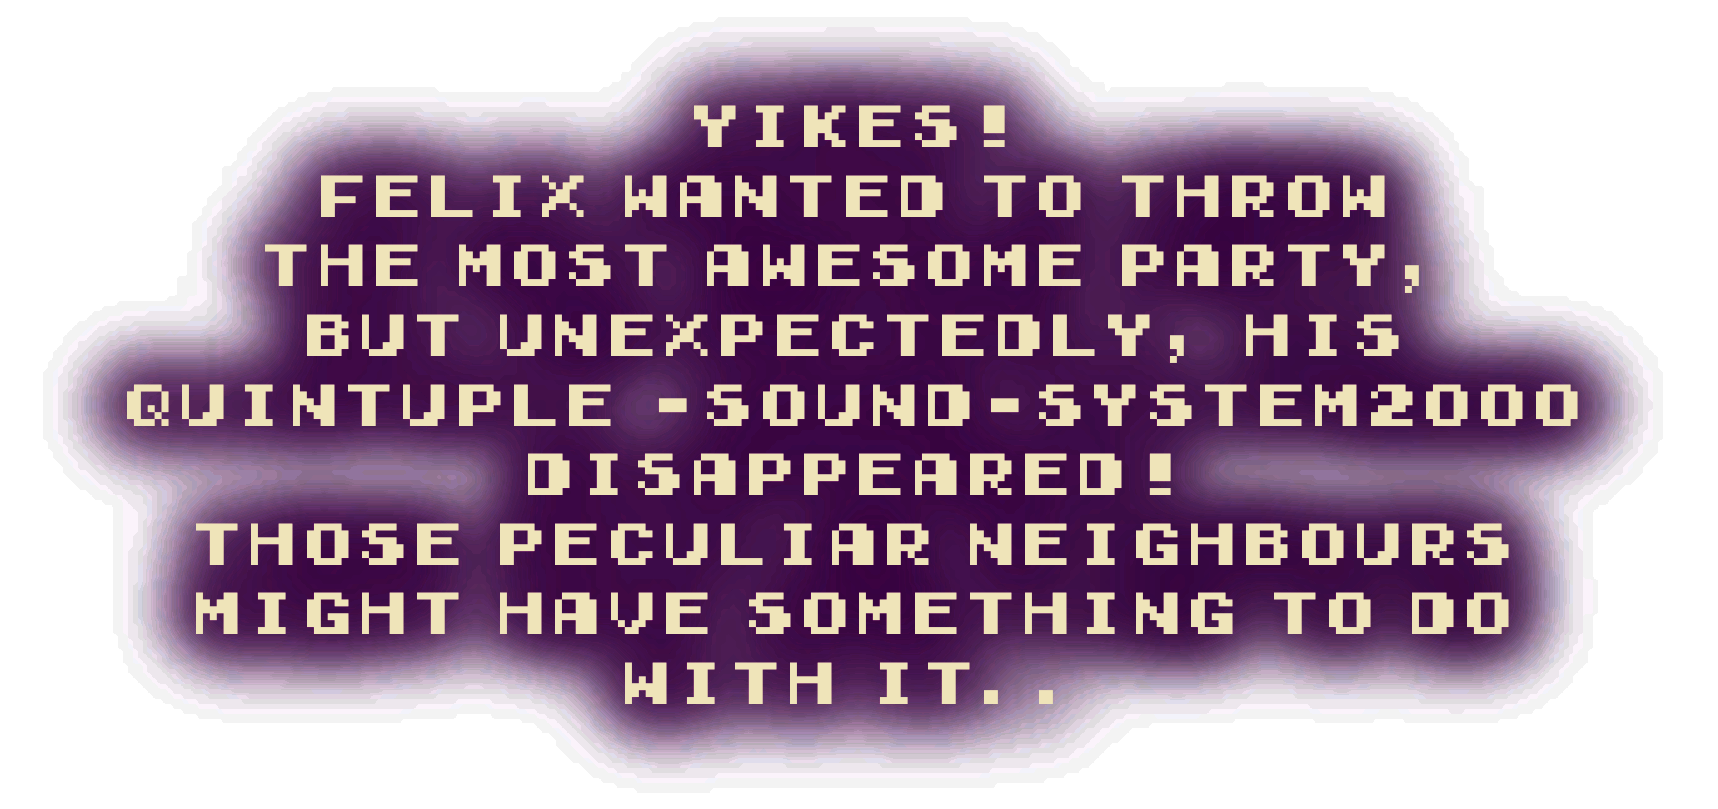 YIKES!
FELIX WANTED TO THROW
THE MOST AWESOME PARTY,
BUT UNEXPECTEDLY, HIS
QUINTUPLE -SOUND-SYSTEM2000
DISAPPEARED!
THOSE PECULIAR NEIGHBOURS
MIGHT HAVE SOMETHING TO DO
WITH IT..